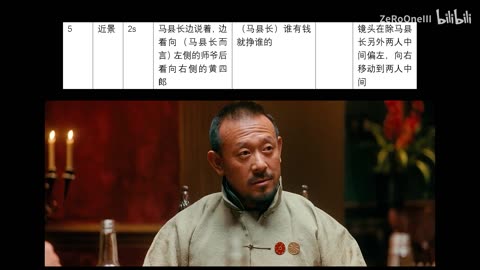 ZeRoOneIII bilibili
5
近景
2s
马县长边说着,边
看向(马县长而
言)左侧的师爷后
看向右侧的黄四
郎
(马县长)谁有钱
就挣谁的
镜头在除马县
长另外两人中
间偏左,向右
移动到两人中
间